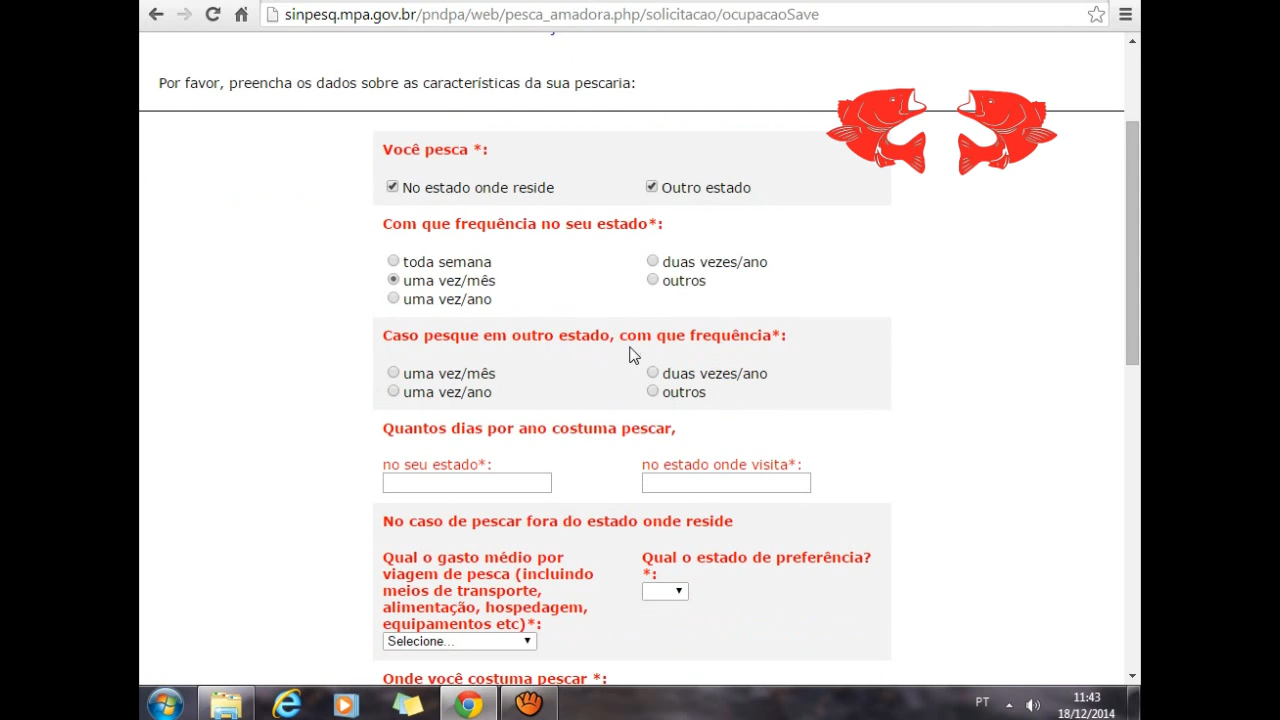 sinpesq.mpa.gov.br/pndpa/web/pesca_amadora.php/solicitacao/ocupacaoSave
Por favor, preencha os dados sobre as características da sua pescaria:
Você pesca *:
No estado onde reside
Outro estado
Com que frequência no seu estado*:
toda semana
duas vezes/ano
uma vez/mês
outros
uma vez/ano
Caso pesque em outro estado, com que frequência*:
uma vez/mês
duas vezes/ano
uma vez/ano
outros
Quantos dias por ano costuma pescar,
no seu estado*:
no estado onde visita*:
No caso de pescar fora do estado onde reside
Qual o gasto médio por
viagem de pesca (incluindo
meios de transporte,
alimentação, hospedagem,
equipamentos etc)*:
Selecione...
Qual o estado de preferência?
*:
Onde você costuma pescar *:
PT
11:43
18/12/2014